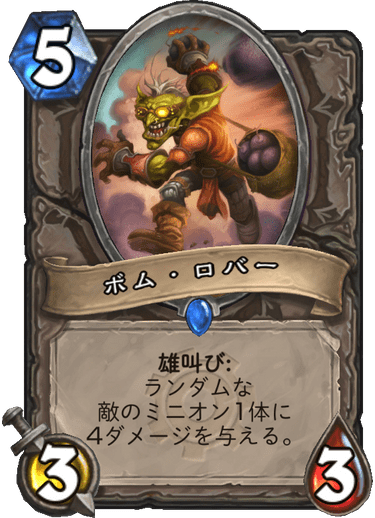 5
ボム・ロバー
雄叫び:
ランダムな
敵のミニオン1体に
4ダメージを与える。
3
3